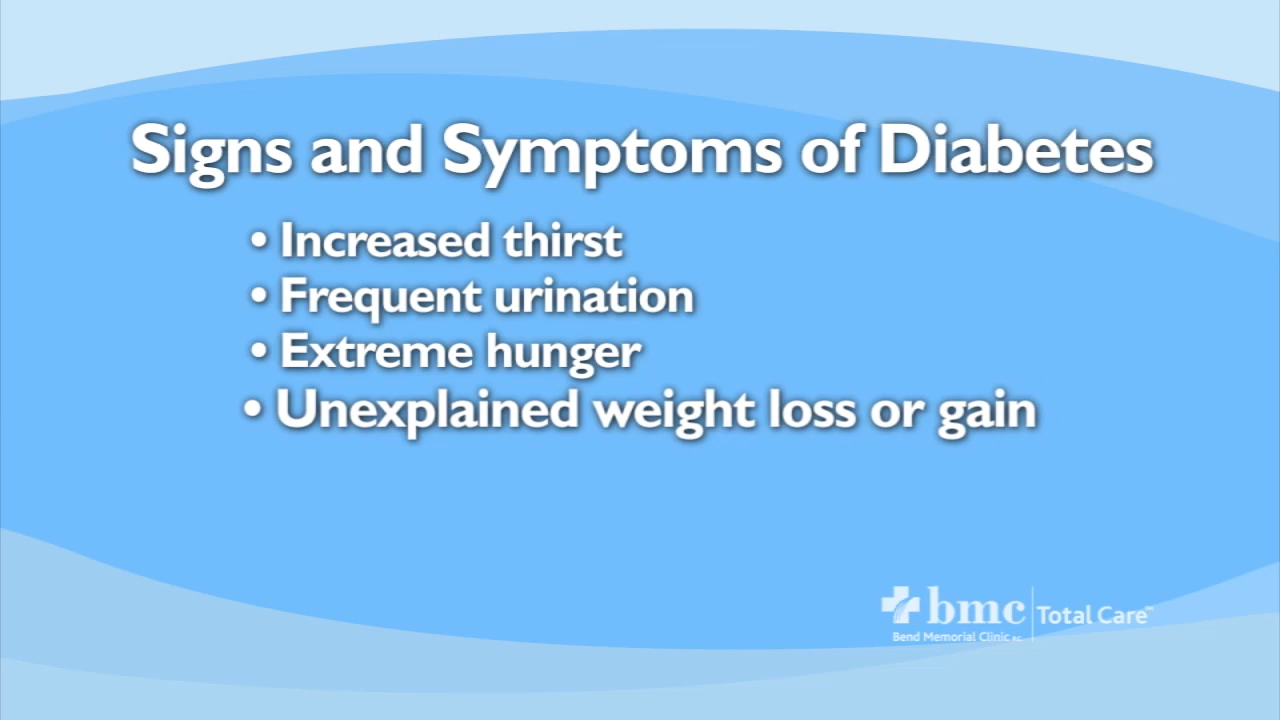 Signs and Symptoms of Diabetes
• Increased thirst
• Frequent urination
• Extreme hunger
• Unexplained weight loss or gain
bmc Total Care™
Bend Memorial Clinic P.C.